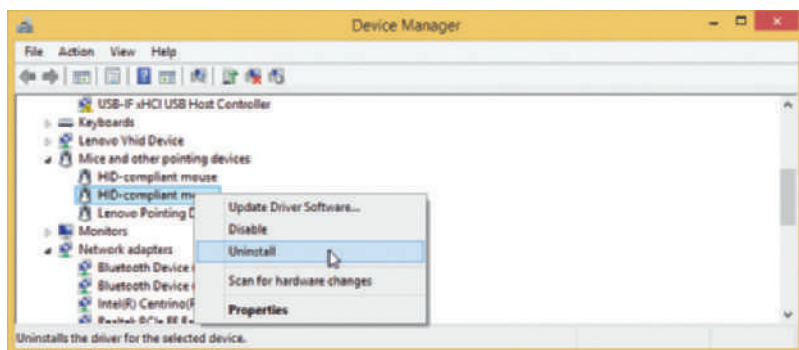 Device Manager
File Action View Help
USB-IF xHCI USB Host Controller
Keyboards
Lenovo Vhid Device
Mice and other pointing devices
HID-compliant mouse
HID-compliant
Lenovo Pointing
Monitors
Network adapters
Bluetooth Device
Bluetooth Device
Intel(R) Centrino(R
Realtek PCIe
Update Driver Software...
Disable
Uninstall
Scan for hardware changes
Properties
Uninstalls the driver for the selected device.